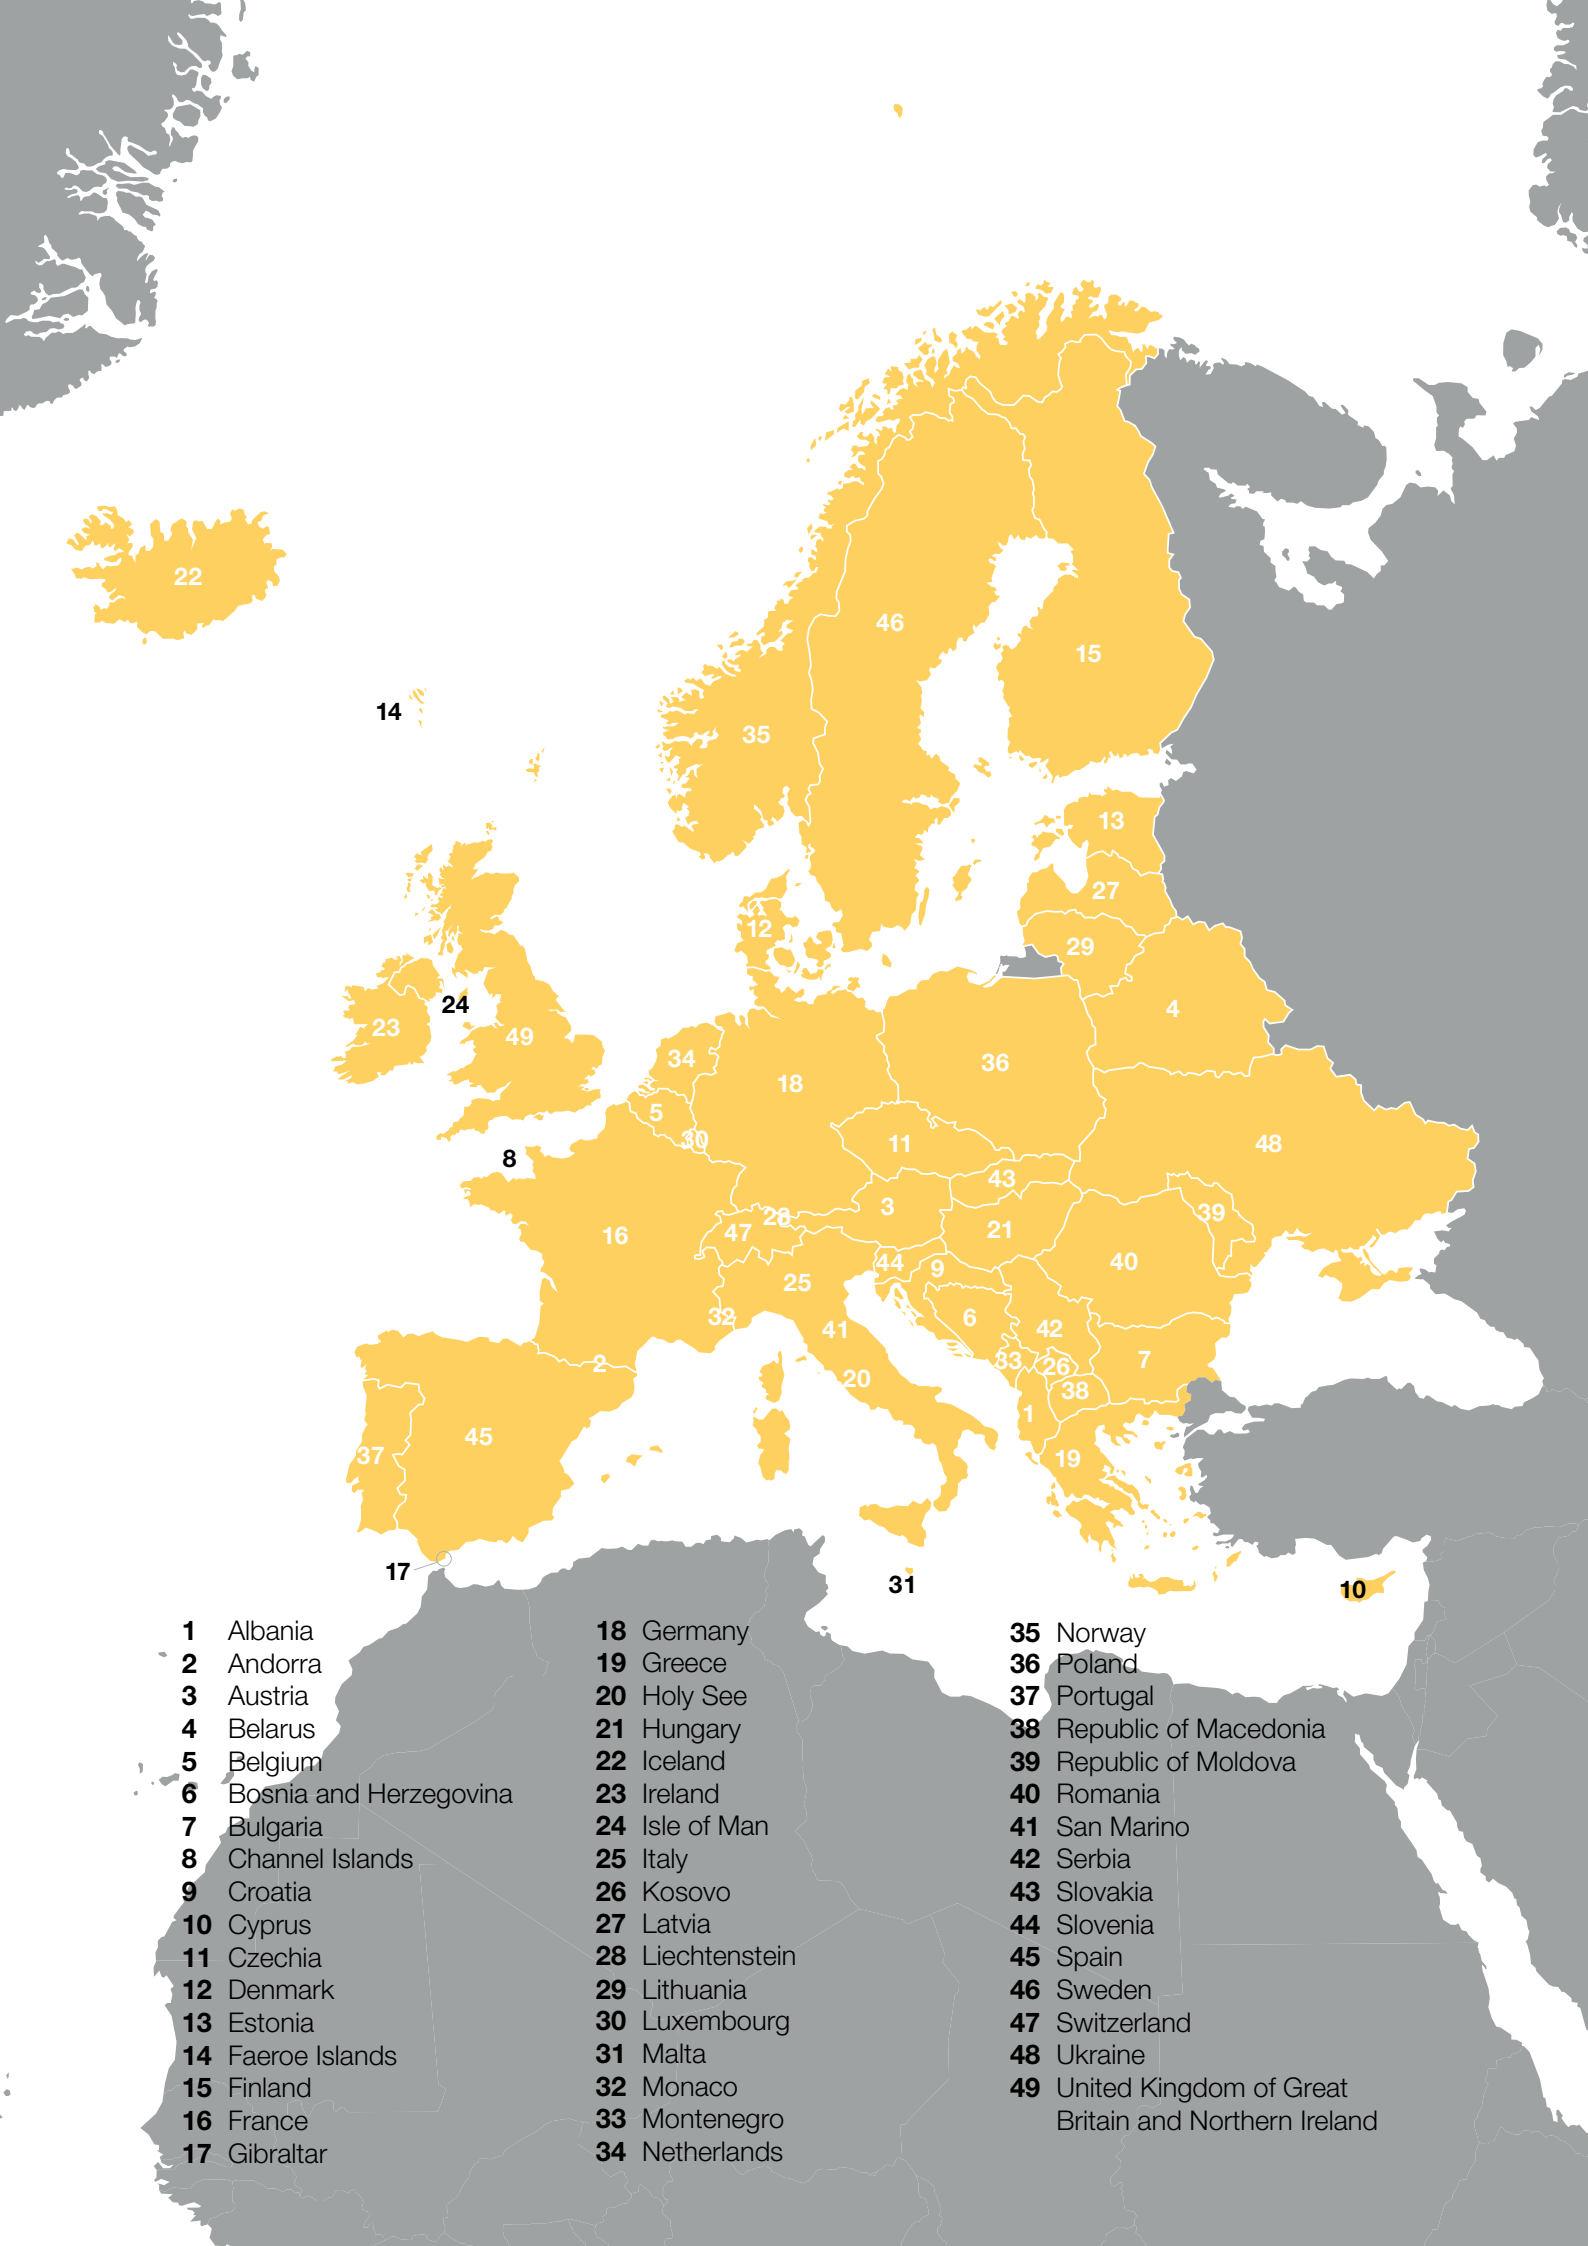 22
46
15
14
35
13
27
12
29
24
4
23
49
34
36
18
5
30
11
48
8
43
3
39
28
47
21
16
44
40
9
25
32
6
41
42
33
7
2
26
20
38
1
45
37
19
17
31
10
1 Albania
2 Andorra
3 Austria
4 Belarus
5 Belgium
6 Bosnia and Herzegovina
7 Bulgaria
8 Channel Islands
9 Croatia
10 Cyprus
11 Czechia
12 Denmark
13 Estonia
14 Faeroe Islands
15 Finland
16 France
17 Gibraltar
18 Germany
19 Greece
20 Holy See
21 Hungary
22 Iceland
23 Ireland
24 Isle of Man
25 Italy
26 Kosovo
27 Latvia
28 Liechtenstein
29 Lithuania
30 Luxembourg
31 Malta
32 Monaco
33 Montenegro
34 Netherlands
35 Norway
36 Poland
37 Portugal
38 Republic of Macedonia
39 Republic of Moldova
40 Romania
41 San Marino
42 Serbia
43 Slovakia
44 Slovenia
45 Spain
46 Sweden
47 Switzerland
48 Ukraine
49 United Kingdom of Great
Britain and Northern Ireland